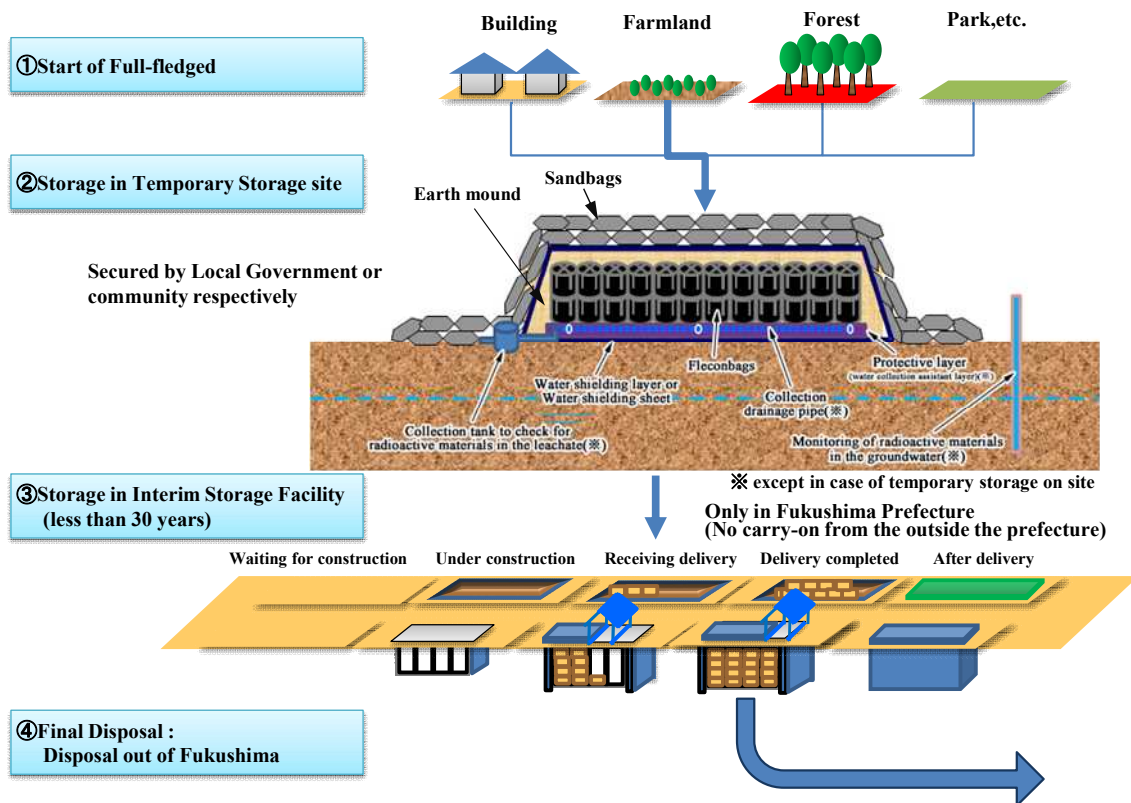 Building
Farmland
Forest
Park,etc.
①Start of Full-fledged
②Storage in Temporary Storage site
Sandbags
Earth mound
Secured by Local Government or
community respectively
Fleconbags
Protective layer
(water collection assistant layer)(※)
Water shielding layer or
Water shielding sheet
Collection
drainage pipe(※)
Collection tank to check for
radioactive materials in the leachate(※)
Monitoring of radioactive materials
in the groundwater(※)
※ except in case of temporary storage on site
③Storage in Interim Storage Facility
(less than 30 years)
Only in Fukushima Prefecture
(No carry-on from the outside the prefecture)
Waiting for construction
Under construction
Receiving delivery
Delivery completed
After delivery
④Final Disposal :
Disposal out of Fukushima